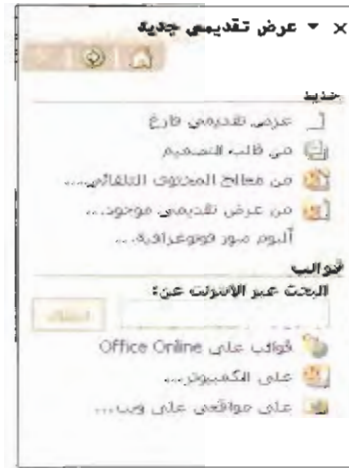 عرض تقديمي جديد
جديد
عرض تقديمي فارغ
من قالب التصميم
من معالج المحتوى التلقائي...
من عرض تقديمي موجود...
ألبوم صور فوتوغرافية...
قوالب
البحث عبر الإنترنت عن:
قوالب على Office Online
على الكمبيوتر...
على مواقعي على ويب...